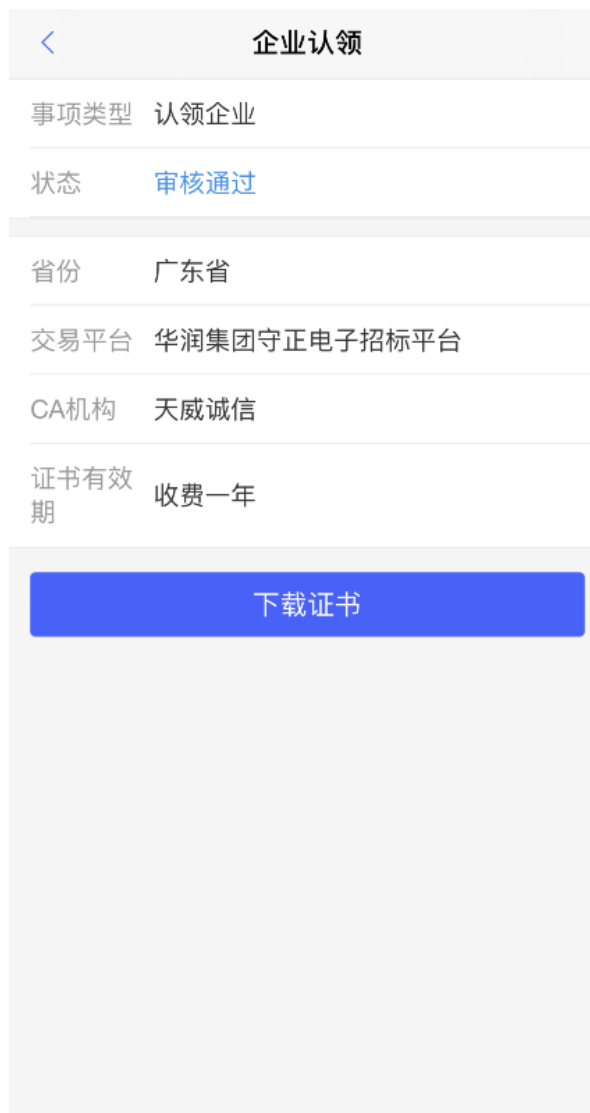 企业认领
事项类型 认领企业
状态 审核通过
省份 广东省
交易平台 华润集团守正电子招标平台
CA机构 天威诚信
证书有效
期
收费一年
下载证书